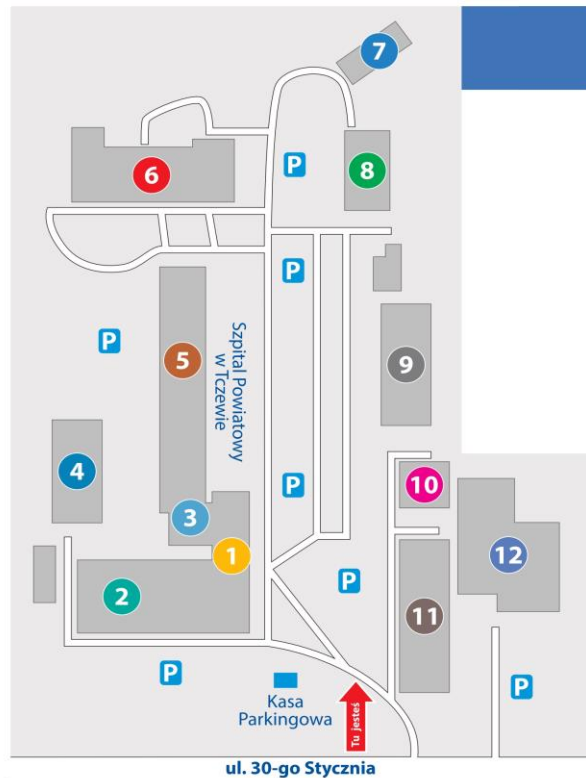 7
P
6
8
P
P
5
Szpital Powiatowy
w Tczewie
9
4
P
10
3
1
12
2
P
11
P
P
Kasa
Parkingowa
Tu jesteś
ul. 30-go Stycznia